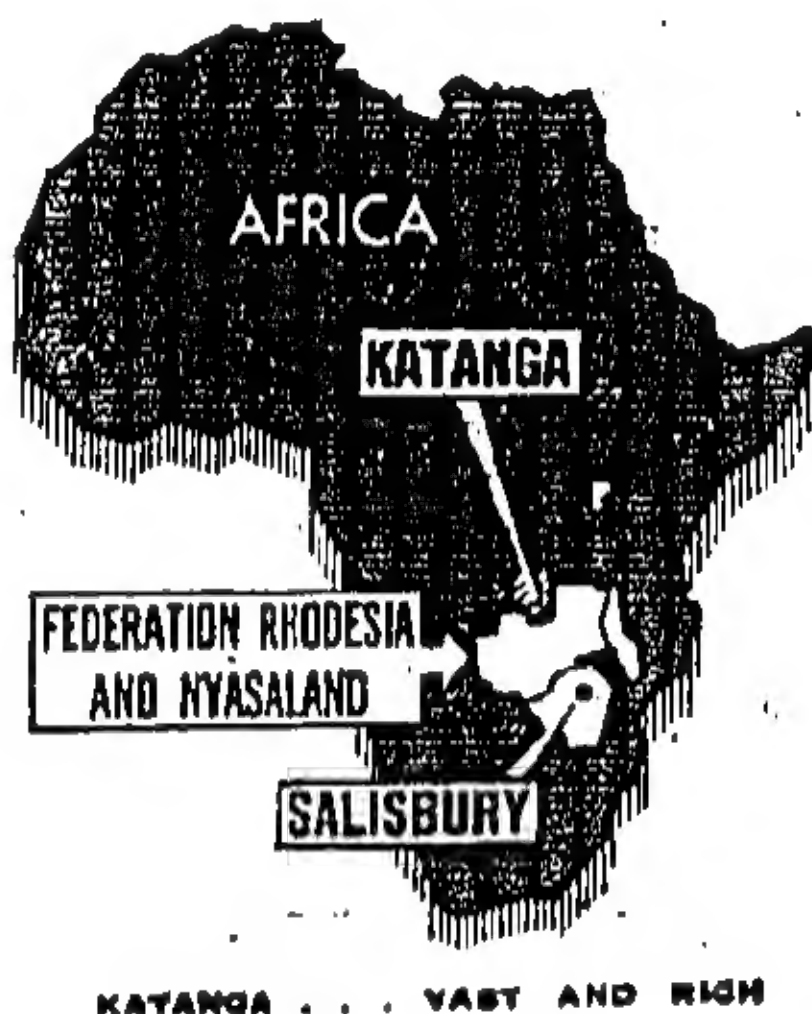 AFRICA
KATANGA
FEDERATION RHODESIA
AND NYASALAND
SALISBURY
KATANGA . . . VAST AND RICH